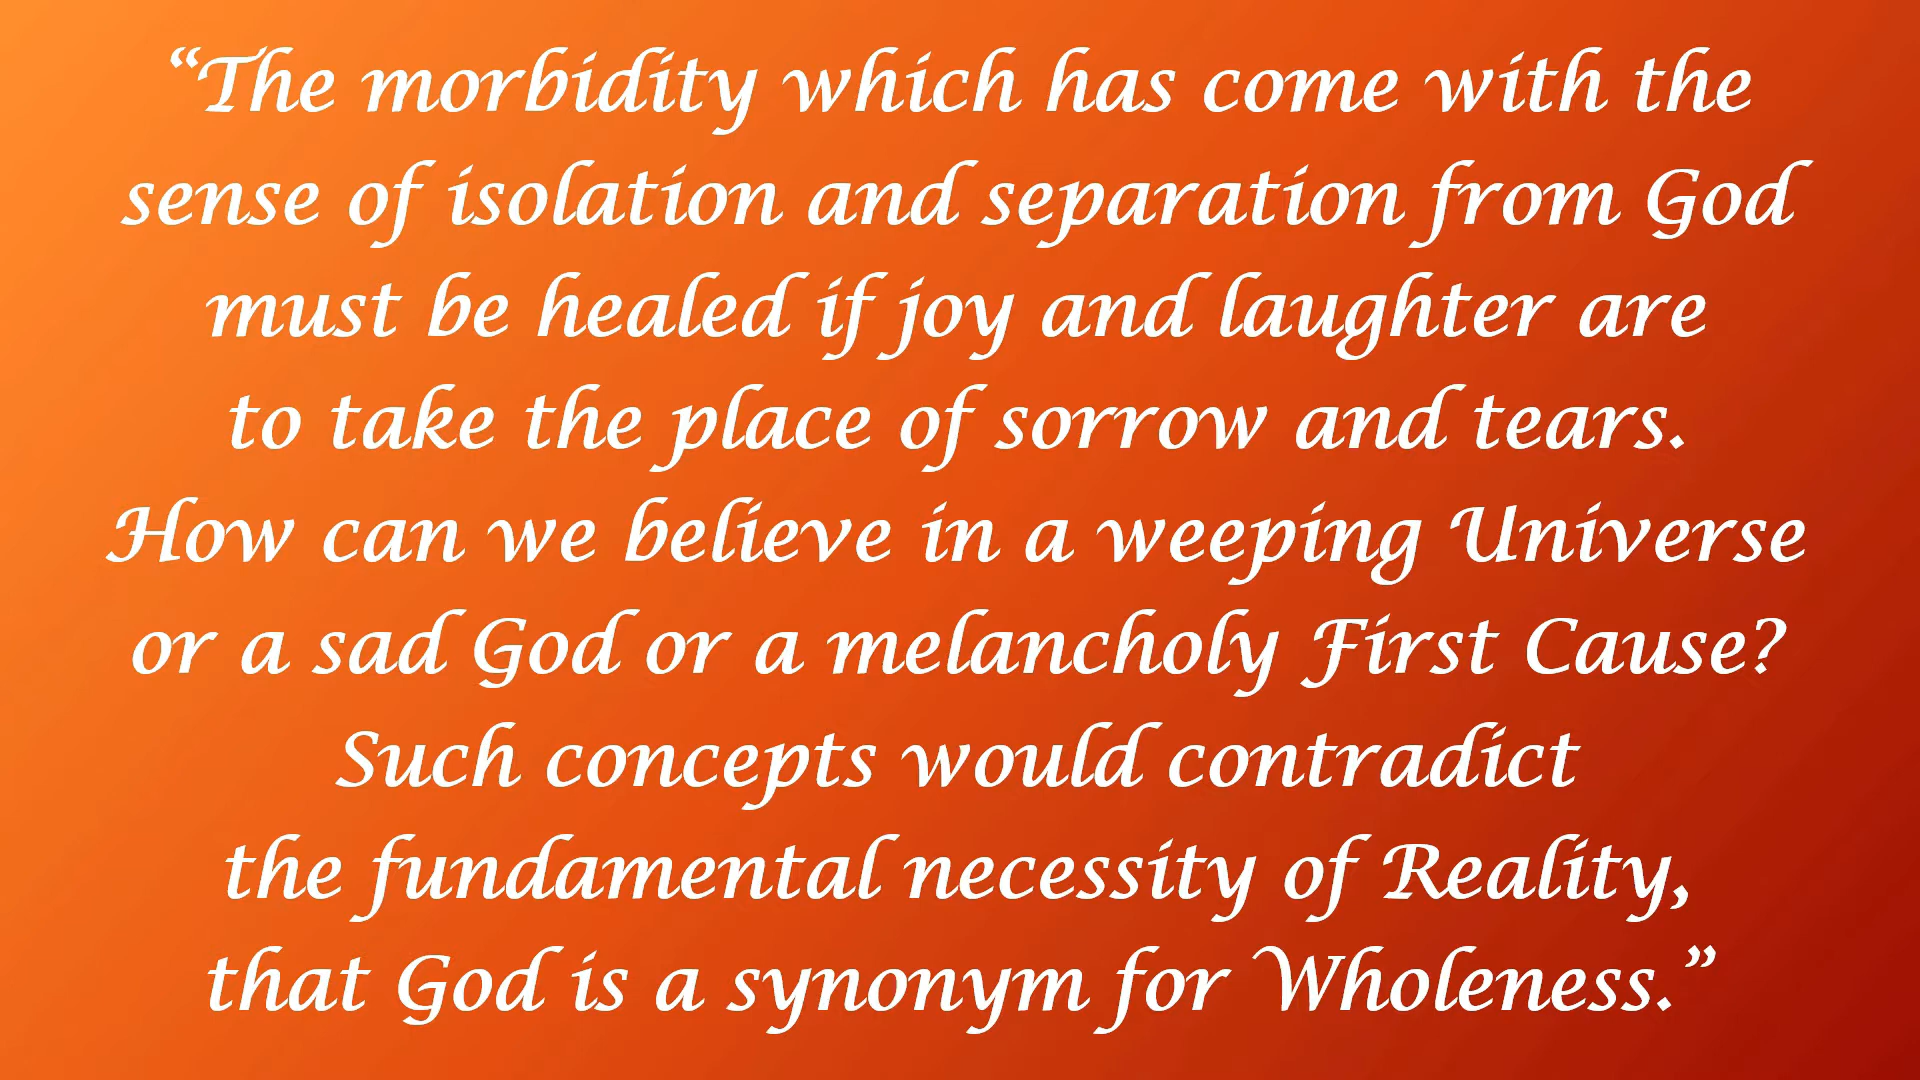 “The morbidity which has come with the
sense of isolation and separation from God
must be healed if joy and laughter are
to take the place of sorrow and tears.
How can we believe in a weeping Universe
or a sad God or a melancholy First Cause?
Such concepts would contradict
the fundamental necessity of Reality,
that God is a synonym for Wholeness.”